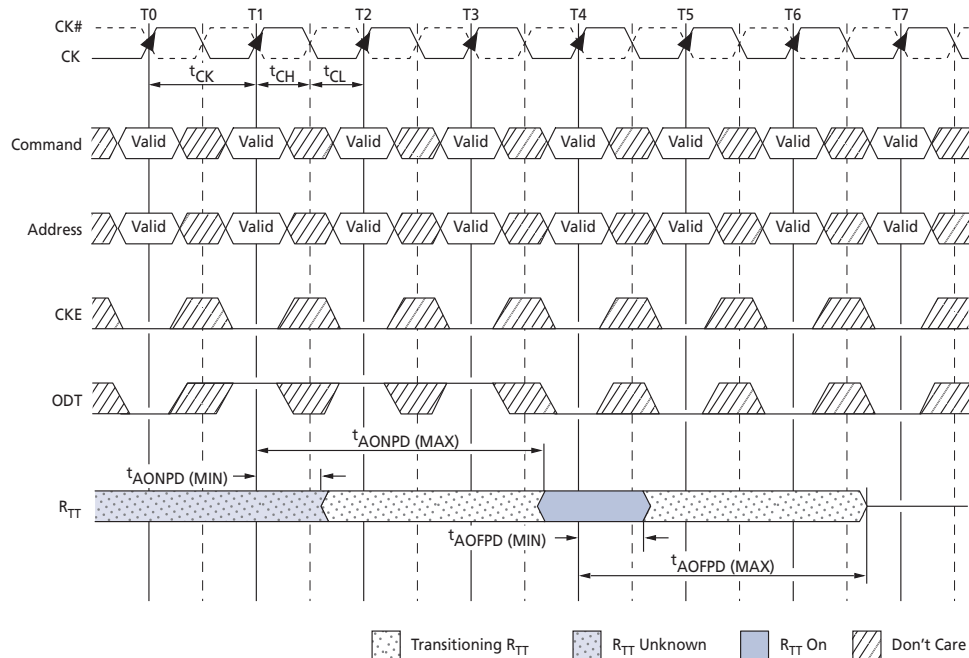 T0 T1 T2 T3 T4 T5 T6 T7
CK#
CK
tCK tCH tCL
Command Valid Valid Valid Valid Valid Valid Valid Valid
Address Valid Valid Valid Valid Valid Valid Valid Valid
CKE
ODT
tAONPD (MAX)
tAONPD (MIN)
RTT
tAOFPD (MIN)
tAOFPD (MAX)
Transitioning RTT RTT Unknown RTT On Don't Care